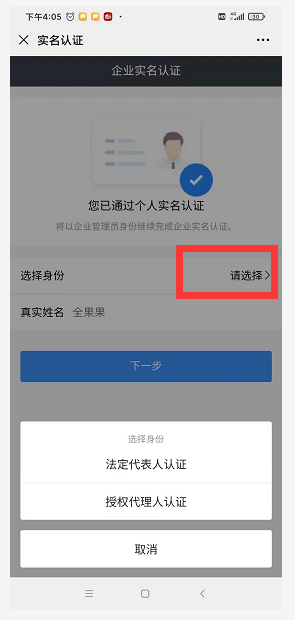 下午4:05
30
实名认证
企业实名认证
您已通过个人实名认证
将以企业管理员身份继续完成企业实名认证。
选择身份 请选择
真实姓名 全果果
下一步
选择身份
法定代表人认证
授权代理人认证
取消